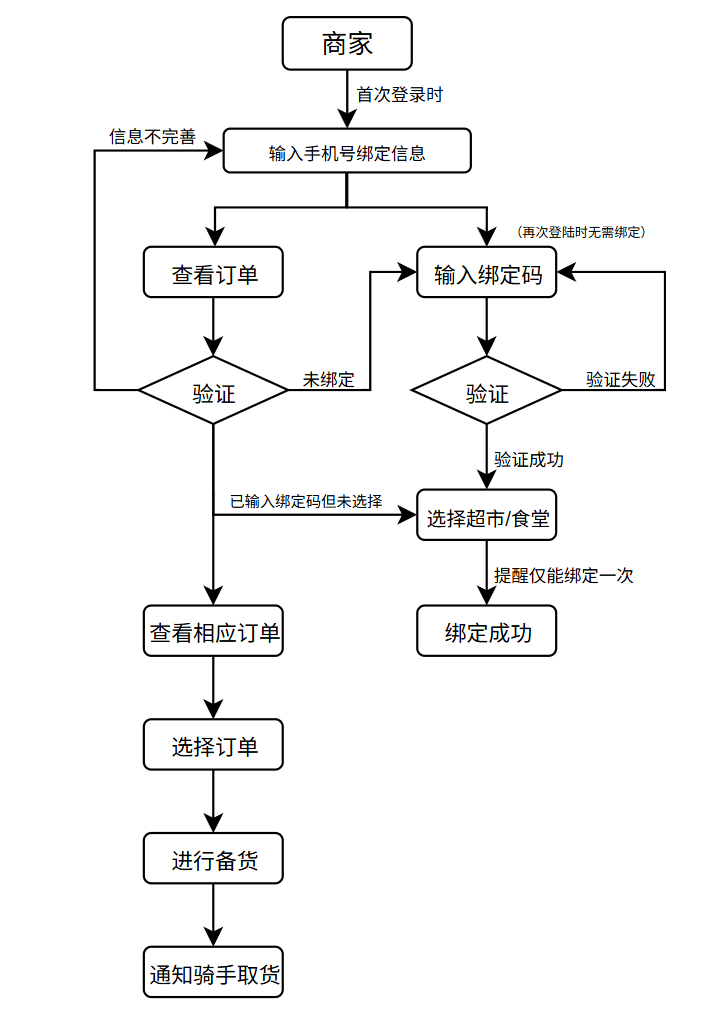 商家
首次登录时
信息不完善
输入手机号绑定信息
（再次登陆时无需绑定）
查看订单
输入绑定码
验证
未绑定
验证
验证失败
验证成功
已输入绑定码但未选择
选择超市/食堂
提醒仅能绑定一次
查看相应订单
绑定成功
选择订单
进行备货
通知骑手取货